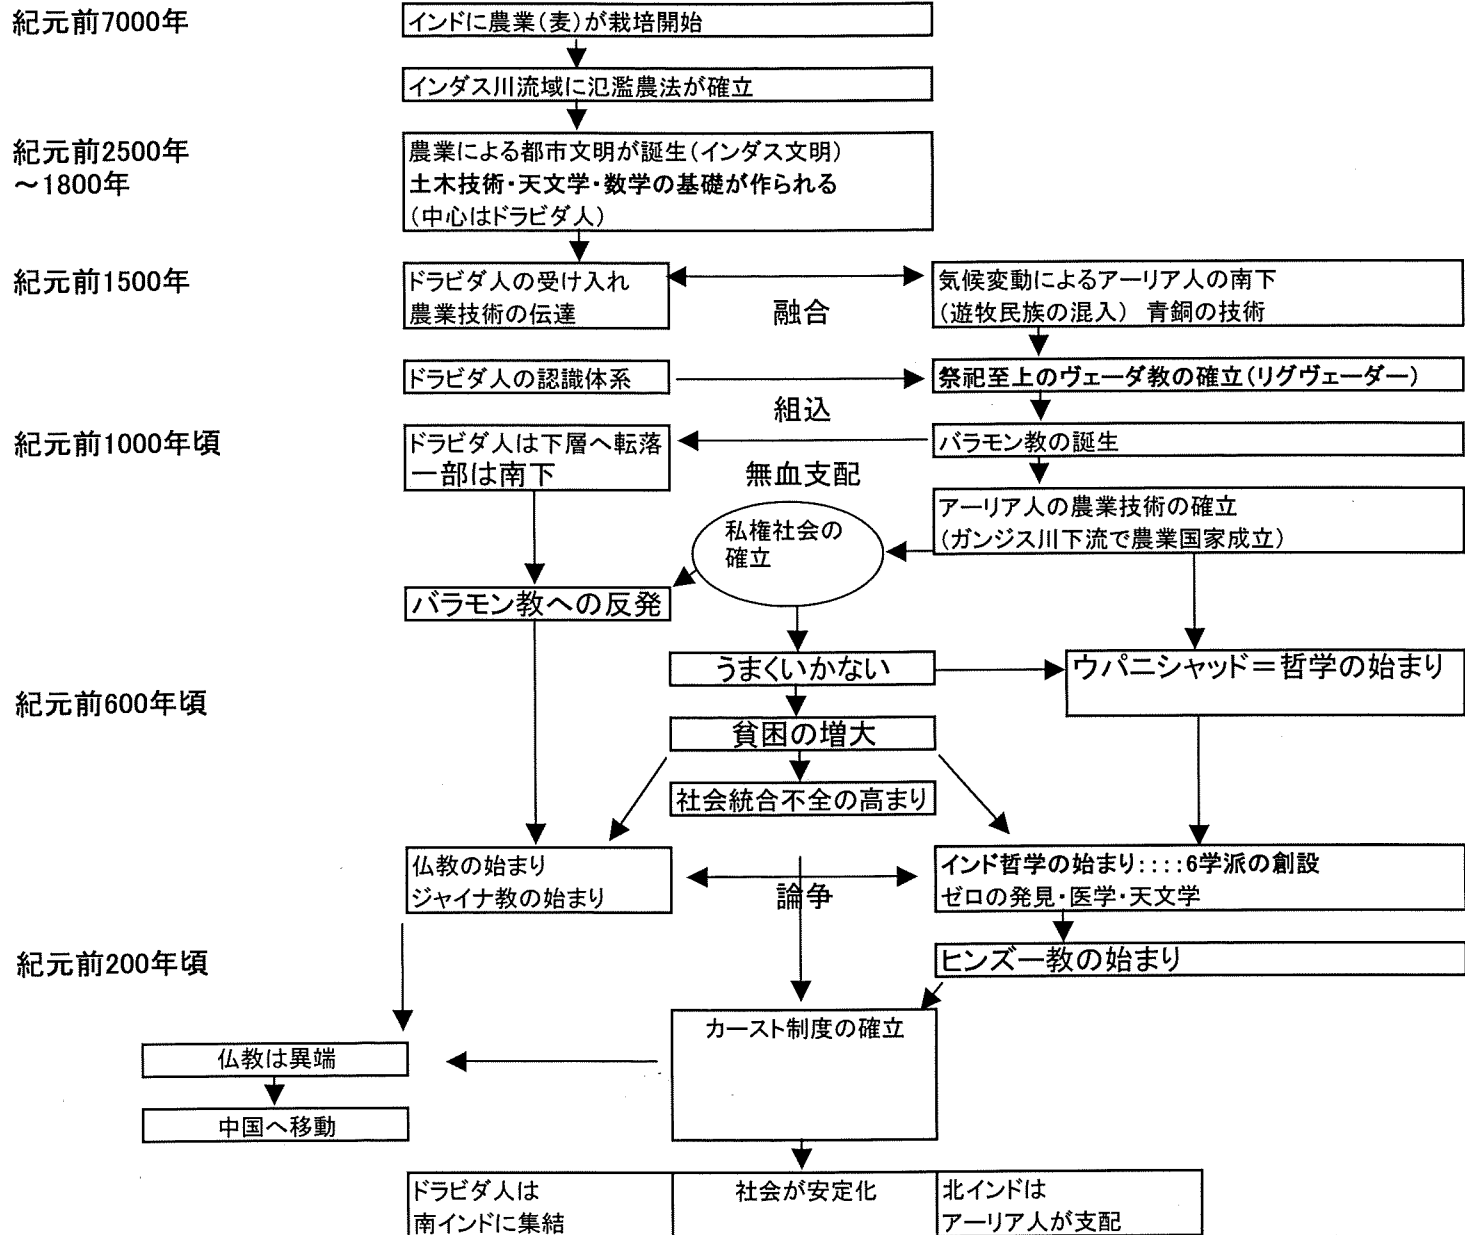 紀元前7000年
インドに農業(麦)が栽培開始
インダス川流域に氾濫農法が確立
紀元前2500年
～1800年
農業による都市文明が誕生(インダス文明)
土木技術・天文学・数学の基礎が作られる
(中心はドラビダ人)
紀元前1500年
ドラビダ人の受け入れ
農業技術の伝達
融合
気候変動によるアーリア人の南下
(遊牧民族の混入) 青銅の技術
ドラビダ人の認識体系
組込
祭祀至上のヴェーダ教の確立(リグヴェーダー)
紀元前1000年頃
ドラビダ人は下層へ転落
一部は南下
無血支配
バラモン教の誕生
アーリア人の農業技術の確立
(ガンジス川下流で農業国家成立)
私権社会の
確立
バラモン教への反発
うまくいかない
ウパニシャッド＝哲学の始まり
紀元前600年頃
貧困の増大
社会統合不全の高まり
仏教の始まり
ジャイナ教の始まり
論争
インド哲学の始まり::::6学派の創設
ゼロの発見・医学・天文学
紀元前200年頃
ヒンズー教の始まり
カースト制度の確立
仏教は異端
中国へ移動
ドラビダ人は
南インドに集結
社会が安定化
北インドは
アーリア人が支配